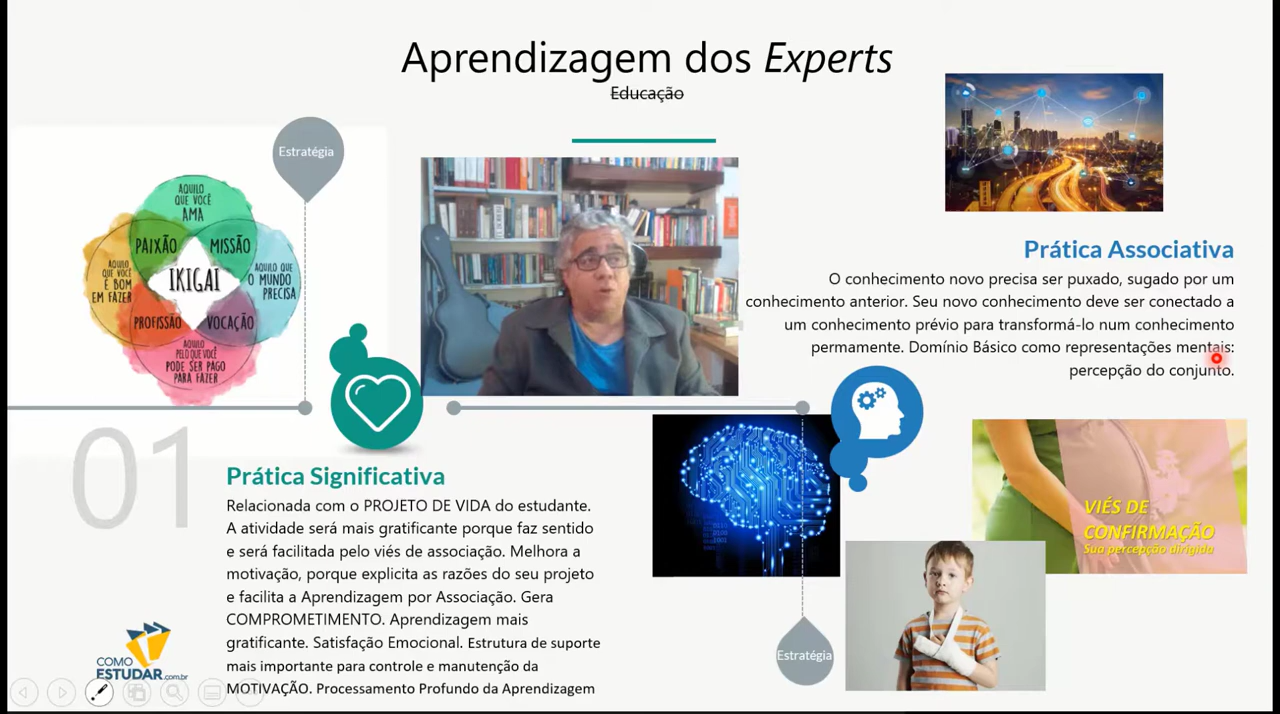 Aprendizagem dos Experts
Educação
Estratégia
AQUILO
QUE VOCÊ
AMA
PAIXÃO
MISSÃO
AQUILO
QUE VOCÊ
É BOM
EM FAZER
IKIGAI
AQUILO QUE
O MUNDO
PRECISA
PROFISSÃO
VOCAÇÃO
AQUILO
PELO QUE VOCÊ
PODE SER PAGO
PARA FAZER
Prática Associativa
O conhecimento novo precisa ser puxado, sugado por um
conhecimento anterior. Seu novo conhecimento deve ser conectado a
um conhecimento prévio para transformá-lo num conhecimento
permamente. Domínio Básico como representações mentais:
percepção do conjunto.
01
Prática Significativa
Relacionada com o PROJETO DE VIDA do estudante.
A atividade será mais gratificante porque faz sentido
e será facilitada pelo viés de associação. Melhora a
motivação, porque explicita as razões do seu projeto
e facilita a Aprendizagem por Associação. Gera
COMPROMETIMENTO. Aprendizagem mais
gratificante. Satisfação Emocional. Estrutura de suporte
mais importante para controle e manutenção da
MOTIVAÇÃO. Processamento Profundo da Aprendizagem
VIÉS DE
CONFIRMAÇÃO
Sua percepção dirigida
Estratégia
COMO
ESTUDAR.com.br